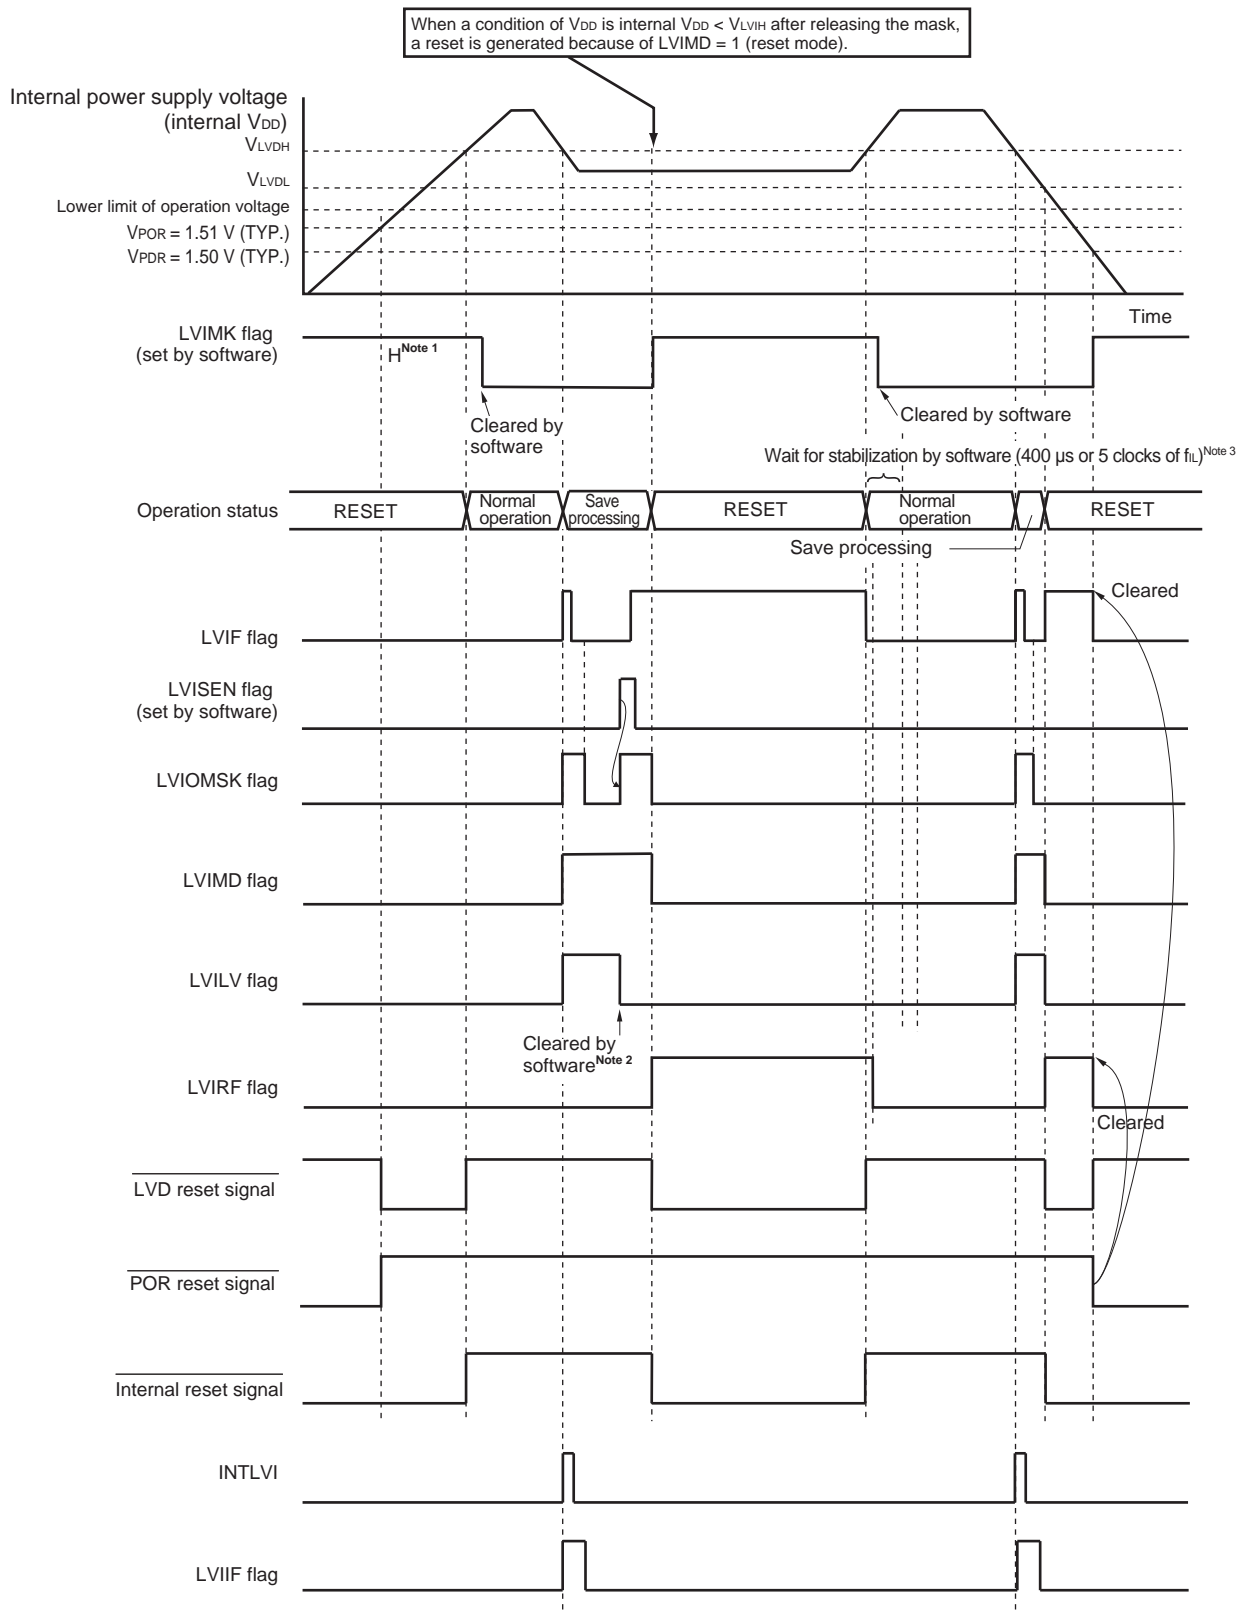 When a condition of VDD is internal VDD < VLVIH after releasing the mask,
a reset is generated because of LVIMD = 1 (reset mode).
Internal power supply voltage
(internal VDD)
VLVDH
VLVDL
Lower limit of operation voltage
VPOR = 1.51 V (TYP.)
VPDR = 1.50 V (TYP.)
Time
LVIMK flag
(set by software)
HNote 1
Cleared by
software
Cleared by software
Wait for stabilization by software (400 µs or 5 clocks of fIL)Note 3
Operation status
RESET
Normal
operation
Save
processing
RESET
Normal
operation
RESET
Save processing
Cleared
LVIF flag
LVISEN flag
(set by software)
LVIOMSK flag
LVIMD flag
LVILV flag
Cleared by
softwareNote 2
LVIRF flag
Cleared
LVD reset signal
POR reset signal
Internal reset signal
INTLVI
LVIIF flag